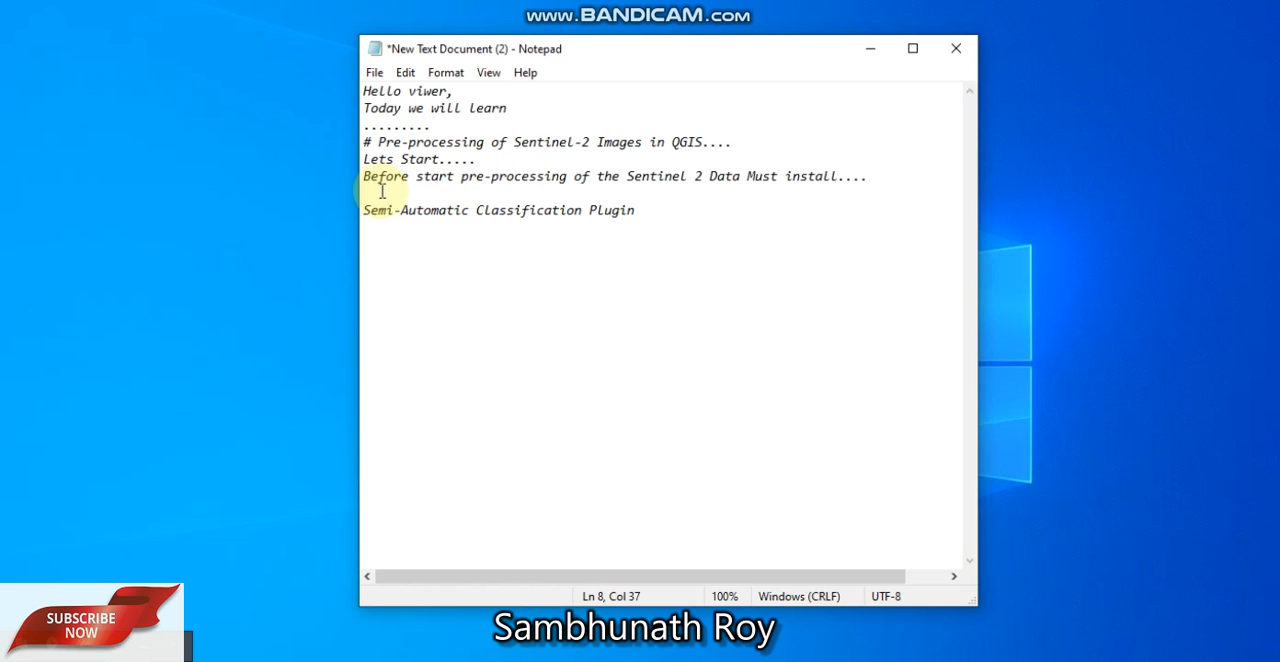 www.BANDICAM.com
*New Text Document (2) - Notepad
File Edit Format View Help
Hello viwer,
Today we will learn
.........
# Pre-processing of Sentinel-2 Images in QGIS....
Lets Start.....
Before start pre-processing of the Sentinel 2 Data Must install....
Semi-Automatic Classification Plugin
Ln 8, Col 37 100% Windows (CRLF) UTF-8
SUBSCRIBE
NOW
Sambhunath Roy